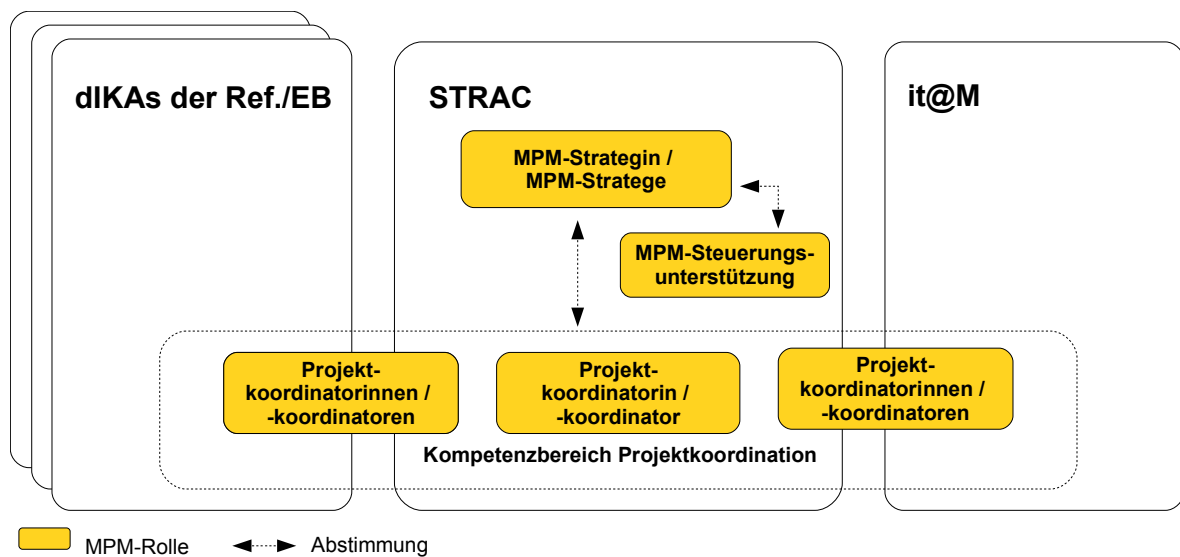 dIKAs der Ref./EB
STRAC
it@M
MPM-Strategin /
MPM-Stratege
MPM-Steuerungs-
unterstützung
Projekt-
koordinatorinnen /
-koordinatoren
Projekt-
koordinatorin /
-koordinator
Projekt-
koordinatorinnen /
-koordinatoren
Kompetenzbereich Projektkoordination
MPM-Rolle
Abstimmung